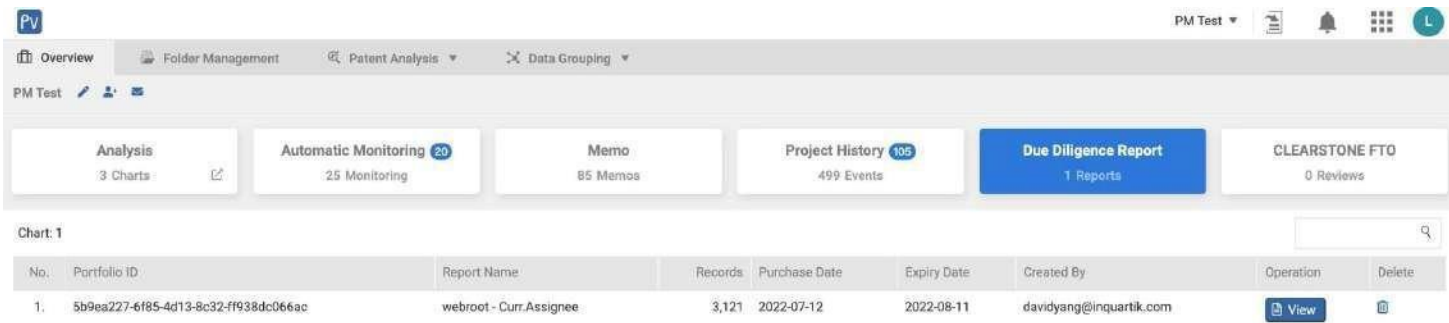 PV
PM Test
L
Overview Folder Management Patent Analysis Data Grouping
PM Test
Analysis
3 Charts
Automatic Monitoring 20
25 Monitoring
Memo
85 Memos
Project History 105
499 Events
Due Diligence Report
1 Reports
CLEARSTONE FTO
0 Reviews
Chart: 1
No. Portfolio ID Report Name Records Purchase Date Expiry Date Created By Operation Delete
1. 5b9ea227-6f85-4d13-8c32-ff938dc066ac webroot - Curr.Assignee 3,121 2022-07-12 2022-08-11 davidyang@inquartik.com View